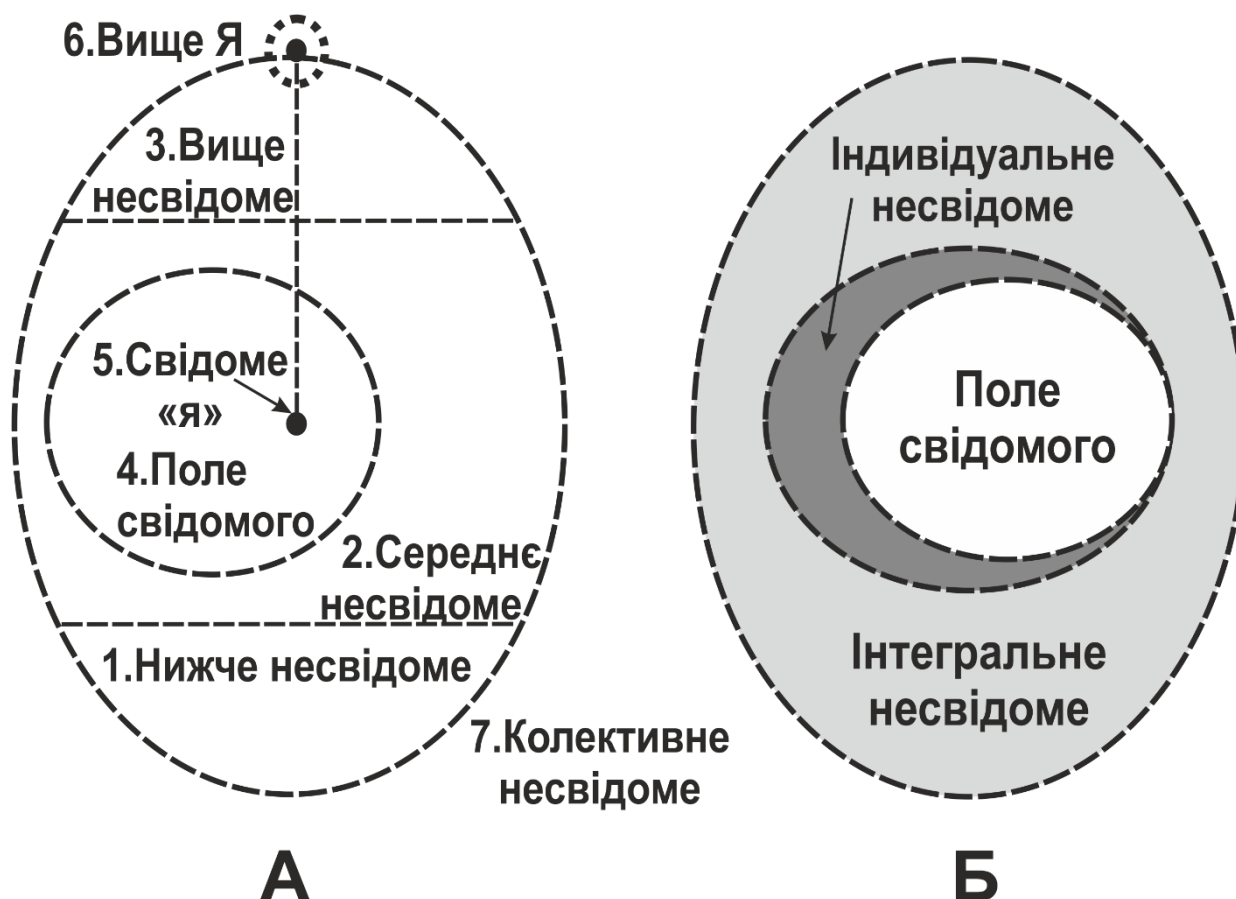 6.Вище Я
3.Вище
несвідоме
5.Свідоме
«я»
4.Поле
свідомого
2.Середнє
несвідоме
1.Нижче несвідоме
7.Колективне
несвідоме
А
Індивідуальне
несвідоме
Поле
свідомого
Інтегральне
несвідоме
Б